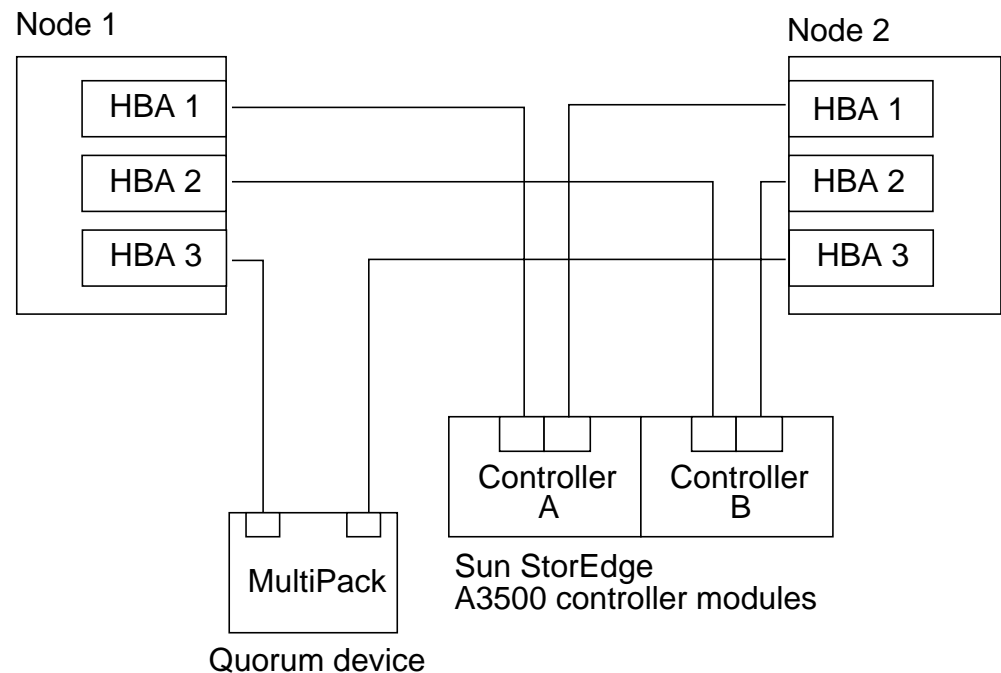 Node 1
Node 2
HBA 1
HBA 1
HBA 2
HBA 2
HBA 3
HBA 3
Controller
A
Controller
B
MultiPack
Sun StorEdge
A3500 controller modules
Quorum device